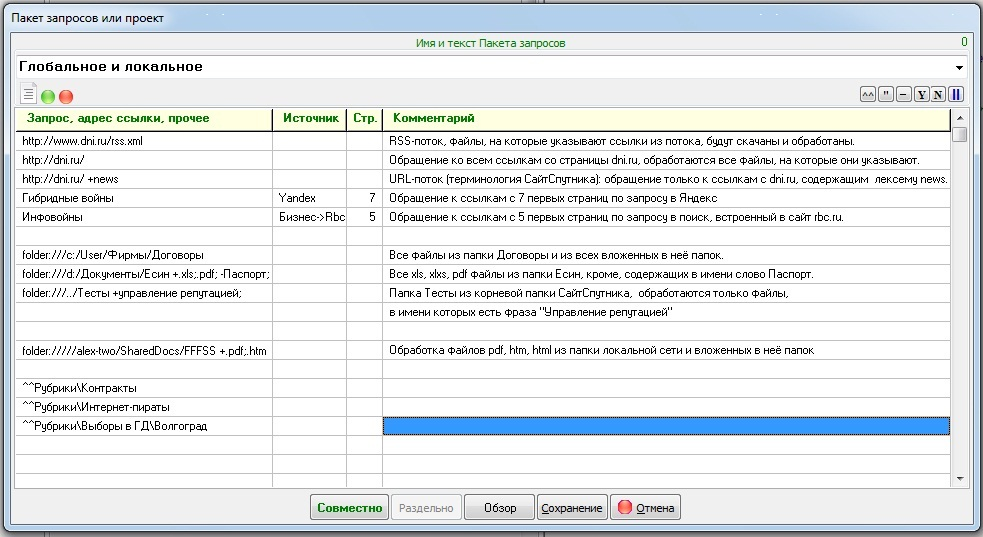 Пакет запросов или проект
Имя и текст Пакета запросов 0
Глобальное и локальное
^^ " – Y N
Запрос, адрес ссылки, прочее Источник Стр. Комментарий
http://www.dni.ru/rss.xml RSS-поток, файлы, на которые указывают ссылки из потока, будут скачаны и обработаны.
http://dni.ru/ Обращение ко всем ссылкам со страницы dni.ru, обработаются все файлы, на которые они указывают.
http://dni.ru/ +news URL-поток (терминология СайтСпутника): обращение только к ссылкам с dni.ru, содержащим лексему news.
Гибридные войны Yandex 7 Обращение к ссылкам с 7 первых страниц по запросу в Яндекс
Инфовойны Бизнес->Rbc 5 Обращение к ссылкам с 5 первых страниц по запросу в поиск, встроенный в сайт rbc.ru.
folder:///c:/User/Фирмы/Договоры Все файлы из папки Договоры и из всех вложенных в неё папок.
folder:///d:/Документы/Есин +.xls;.pdf; -Паспорт; Все xls, xlxs, pdf файлы из папки Есин, кроме, содержащих в имени слово Паспорт.
folder:///../Тесты +управление репутацией; Папка Тесты из корневой папки СайтСпутника, обработаются только файлы,
в имени которых есть фраза "Управление репутацией"
folder://///alex-two/SharedDocs/FFFSS +.pdf;.htm Обработка файлов pdf, htm, html из папки локальной сети и вложенных в неё папок
^^Рубрики\Контракты
^^Рубрики\Интернет-пираты
^^Рубрики\Выборы в ГД\Волгоград
Совместно Раздельно Обзор Сохранение Отмена